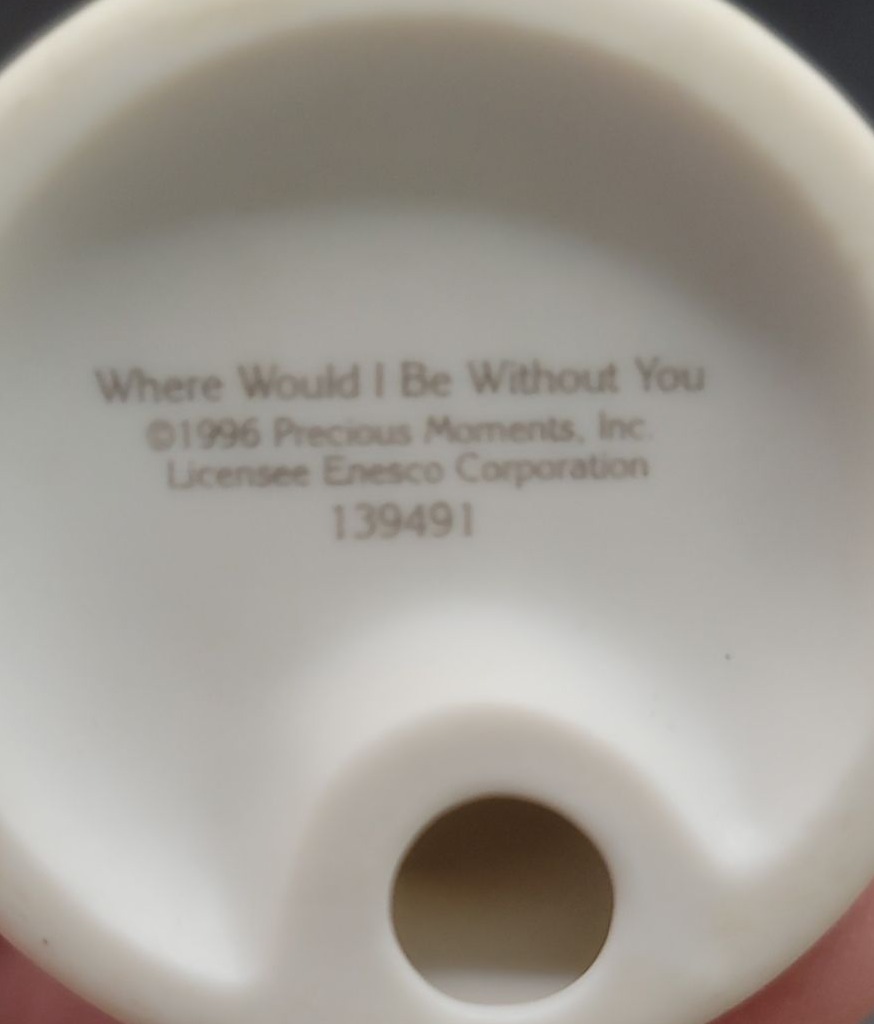 Where Would I Be Without You
©1996 Precious Moments, Inc.
Licensee Enesco Corporation
139491